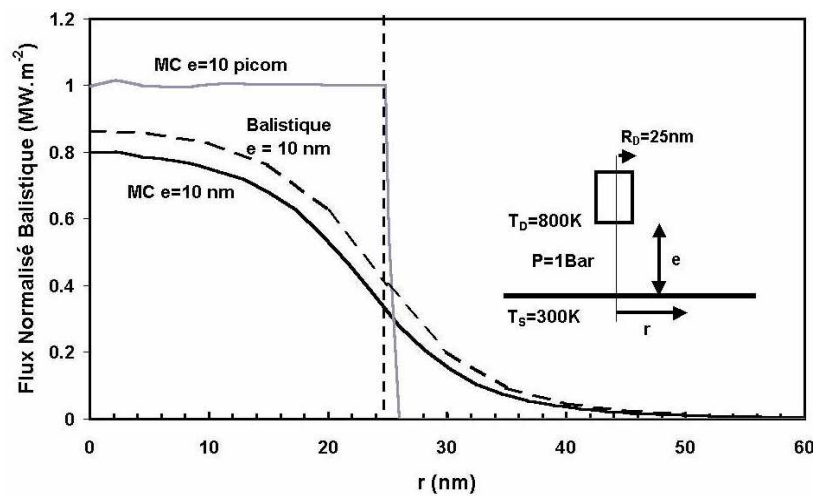 Flux Normalisé Balistique (MW.m-2)
1.2
1
0.8
0.6
0.4
0.2
0
MC e=10 picom
Balistique
e = 10 nm
MC e=10 nm
RD=25nm
TD=800K
P=1Bar
e
TS=300K
r
0
10
20
30
40
50
60
r (nm)